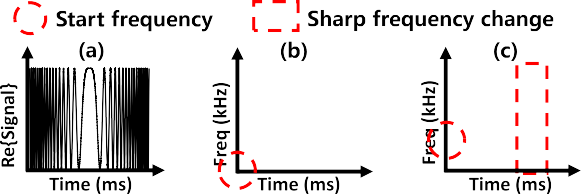 Start frequency
Sharp frequency change
(a)
Re{Signal}
Time (ms)
(b)
Freq (kHz)
Time (ms)
(c)
Freq (kHz)
Time (ms)